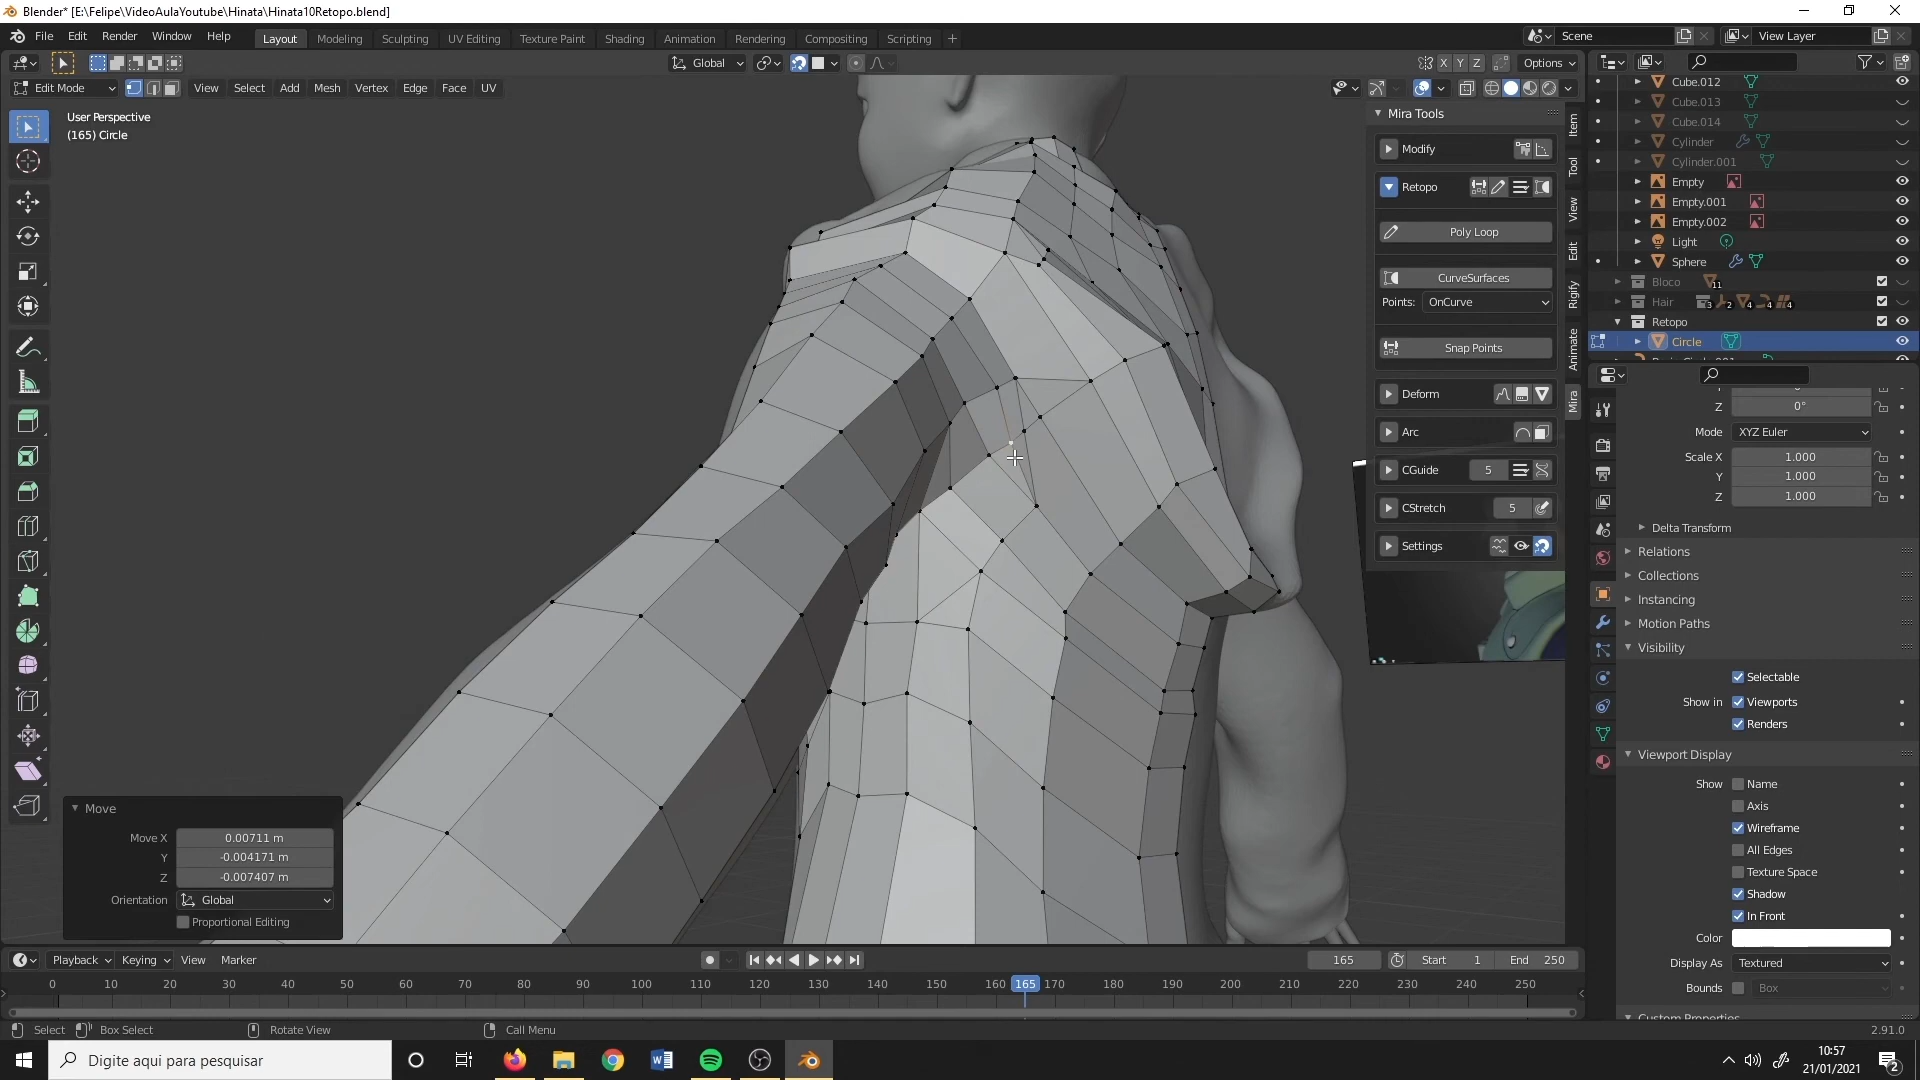 Blender* [E:\Felipe\VideoAulaYoutube\Hinata\Hinata10Retopo.blend]
File Edit Render Window Help Layout Modeling Sculpting UV Editing Texture Paint Shading Animation Rendering Compositing Scripting + Scene View Layer
Global X Y Z Options
Edit Mode View Select Add Mesh Vertex Edge Face UV
User Perspective
(165) Circle
Mira Tools
Modify
Retopo
Poly Loop
CurveSurfaces
Points: OnCurve
Snap Points
Deform
Arc
CGuide 5
CStretch 5
Settings
Item
Tool
View
Edit
Rigify
Animate
Mira
Cube.012
Cube.013
Cube.014
Cylinder
Cylinder.001
Empty
Empty.001
Empty.002
Light
Sphere
Bloco 11
Hair 3 2 4 4 4
Retopo
Circle
Z 0°
Mode XYZ Euler
Scale X 1.000
Y 1.000
Z 1.000
Delta Transform
Relations
Collections
Instancing
Motion Paths
Visibility
Selectable
Show in Viewports
Renders
Viewport Display
Show Name
Axis
Wireframe
All Edges
Texture Space
Shadow
In Front
Color
Display As Textured
Bounds Box
Custom Properties
Move
Move X 0.00711 m
Y -0.004171 m
Z -0.007407 m
Orientation Global
Proportional Editing
Playback Keying View Marker 165 Start 1 End 250
0 10 20 30 40 50 60 70 80 90 100 110 120 130 140 150 160 165 170 180 190 200 210 220 230 240 250
Select Box Select Rotate View Call Menu 2.91.0
Digite aqui para pesquisar
10:57
21/01/2021
2